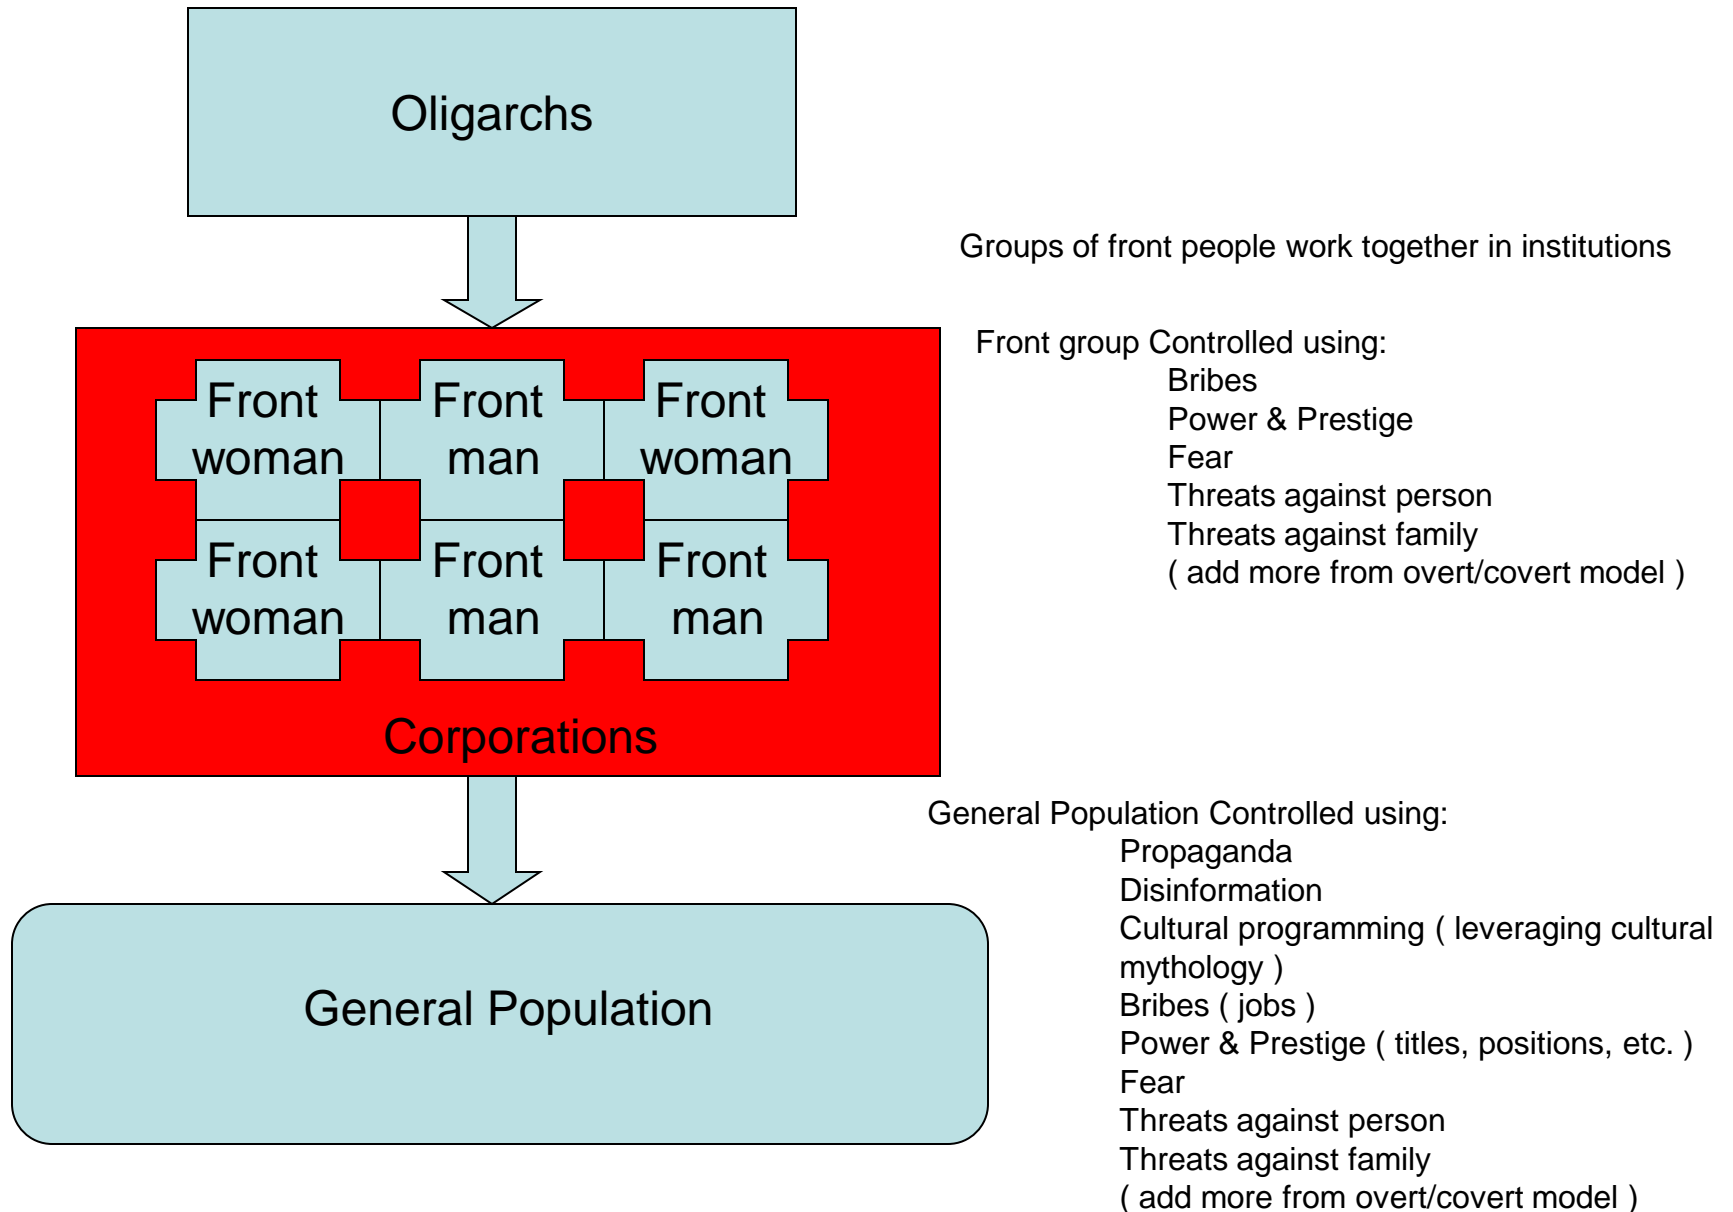 Oligarchs
Groups of front people work together in institutions
Front group Controlled using:
Bribes
Power & Prestige
Fear
Threats against person
Threats against family
( add more from overt/covert model )
Front
woman
Front
man
Front
woman
Front
woman
Front
man
Front
man
Corporations
General Population Controlled using:
Propaganda
Disinformation
Cultural programming ( leveraging cultural
mythology )
Bribes ( jobs )
Power & Prestige ( titles, positions, etc. )
Fear
Threats against person
Threats against family
( add more from overt/covert model )
General Population